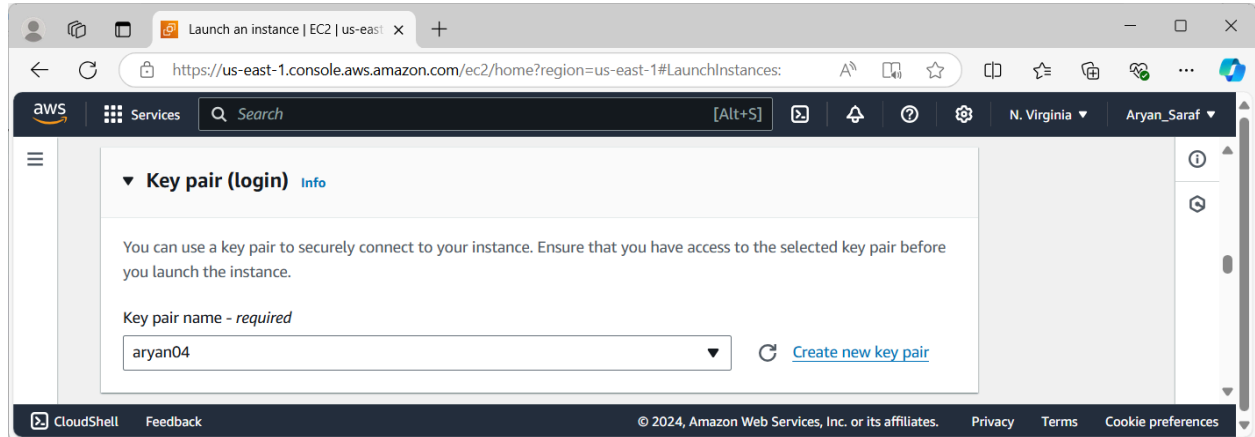 Launch an instance | EC2 | us-east
https://us-east-1.console.aws.amazon.com/ec2/home?region=us-east-1#LaunchInstances:
aws Services Search [Alt+S] N. Virginia Aryan_Saraf
Key pair (login) Info
You can use a key pair to securely connect to your instance. Ensure that you have access to the selected key pair before
you launch the instance.
Key pair name - required
aryan04 Create new key pair
CloudShell Feedback © 2024, Amazon Web Services, Inc. or its affiliates. Privacy Terms Cookie preferences